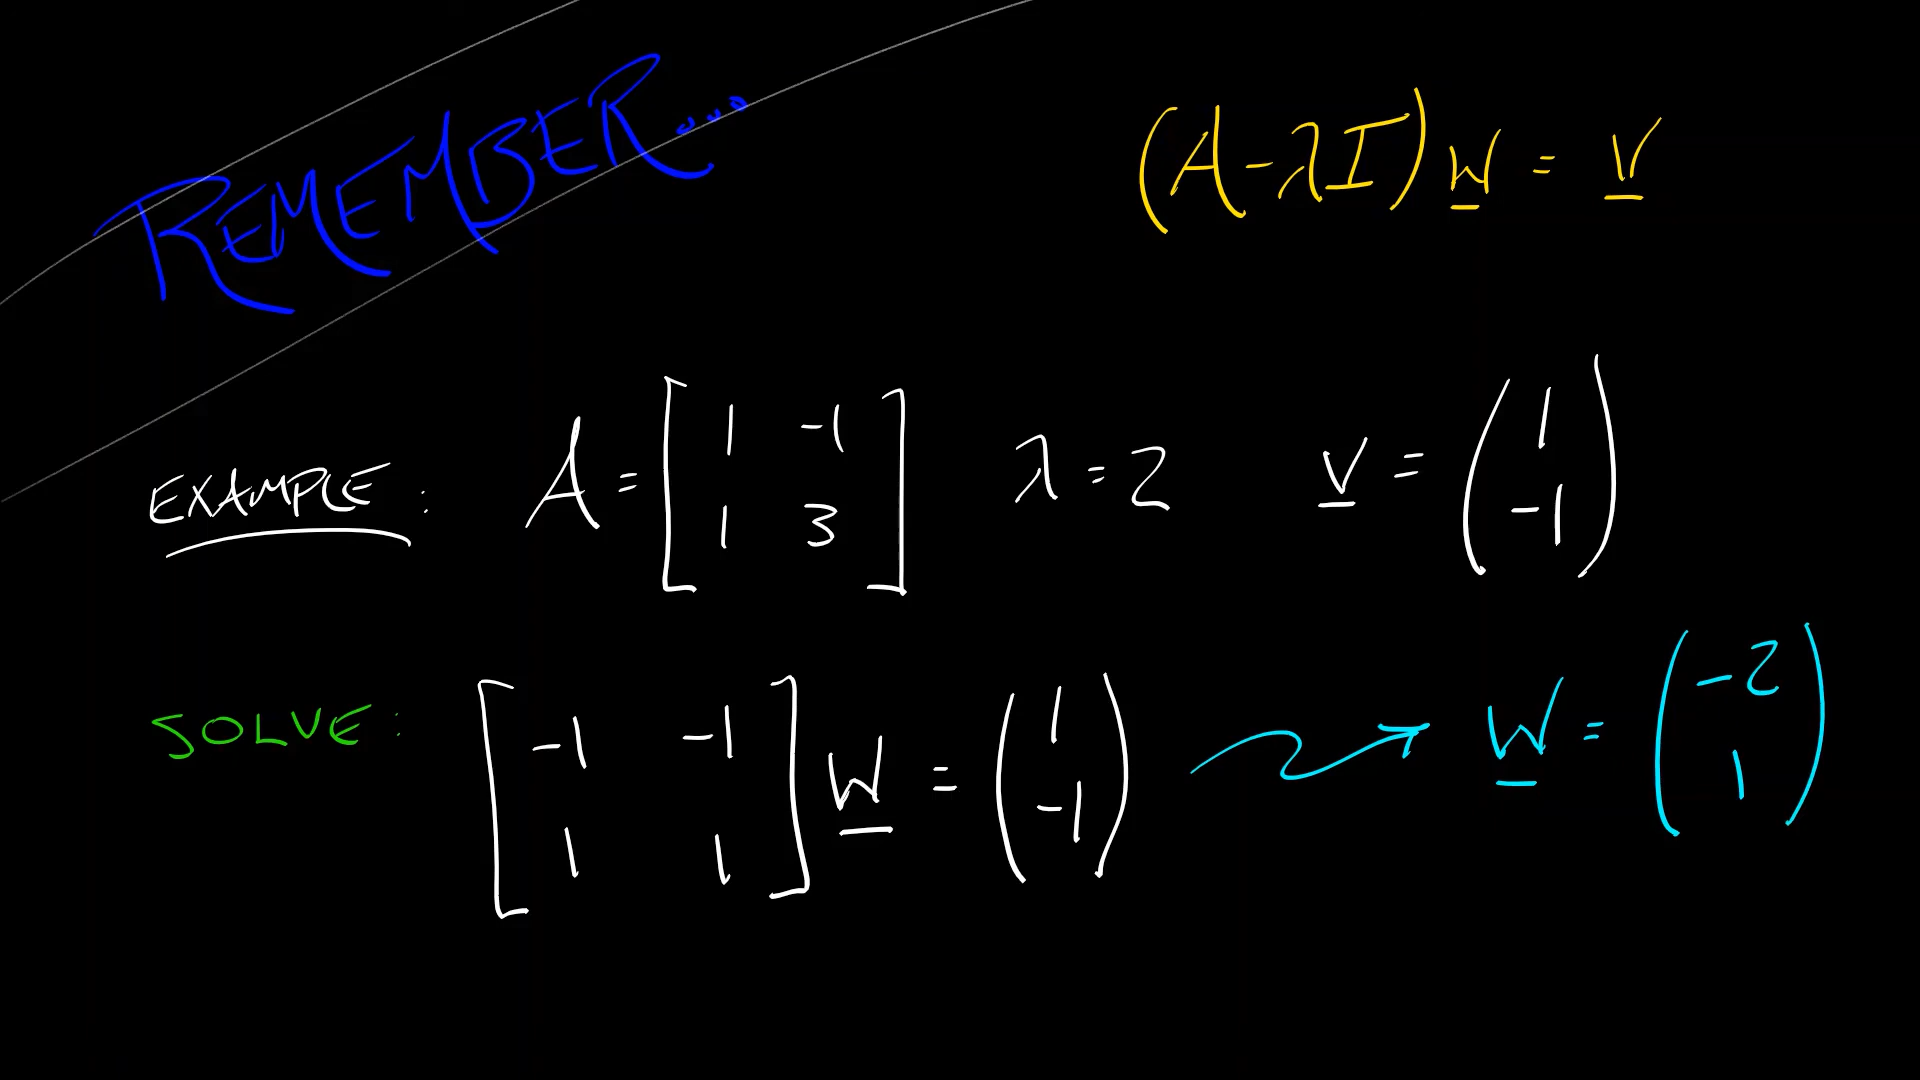 REMEMBER...
(A-λI)w = v
EXAMPLE: A = [1 -1; 1 3] λ = 2 v = (1; -1)
SOLVE: [-1 -1; 1 1] w = (1; -1) → w = (-2; 1)